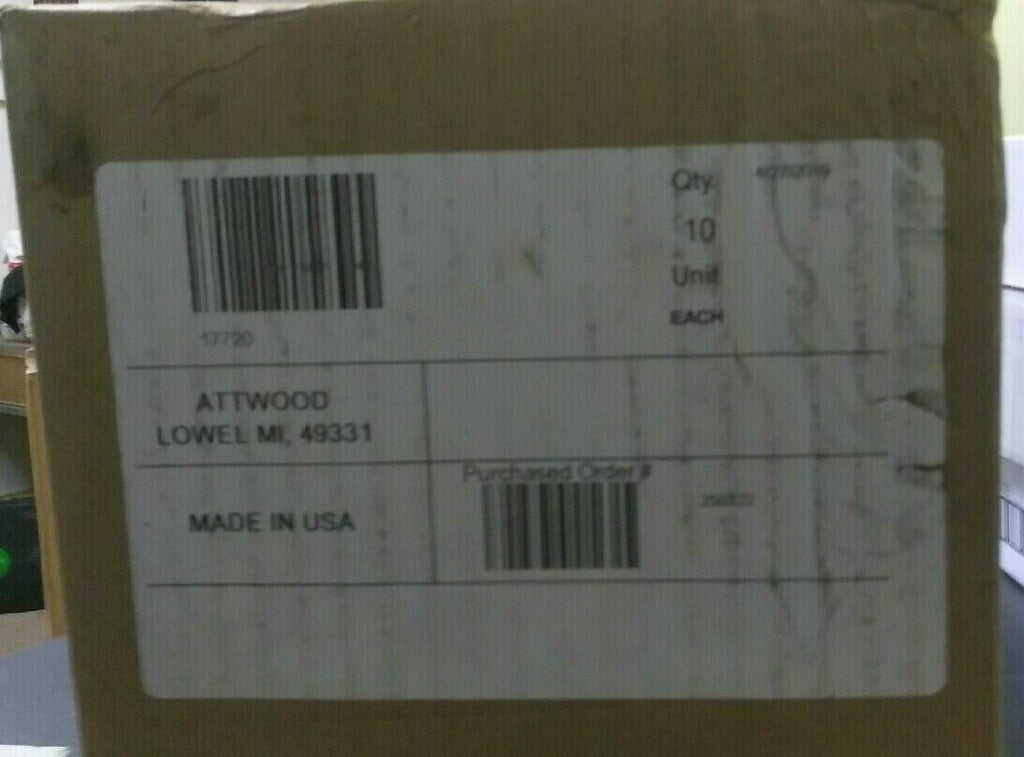 Qty.
10
Unit
EACH
17720
ATTWOOD
LOWEL MI, 49331
Purchased Order #
MADE IN USA